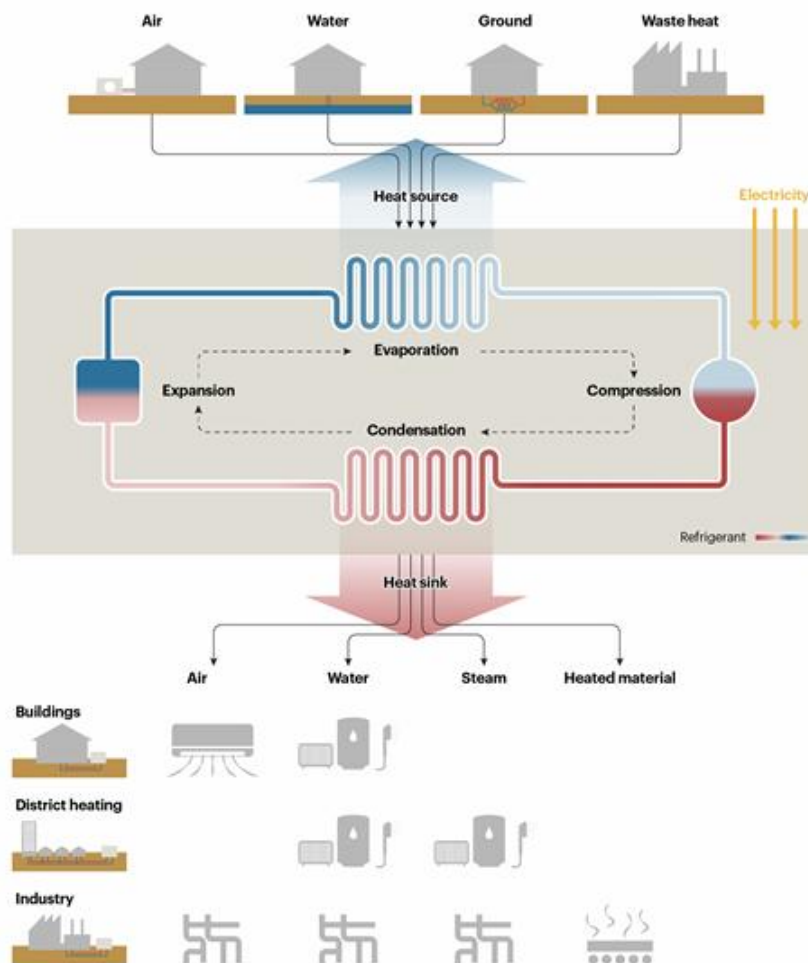 Air Water Ground Waste heat
Heat source
Electricity
Evaporation
Expansion Compression
Condensation
Refrigerant
Heat sink
Air Water Steam Heated material
Buildings
District heating
Industry